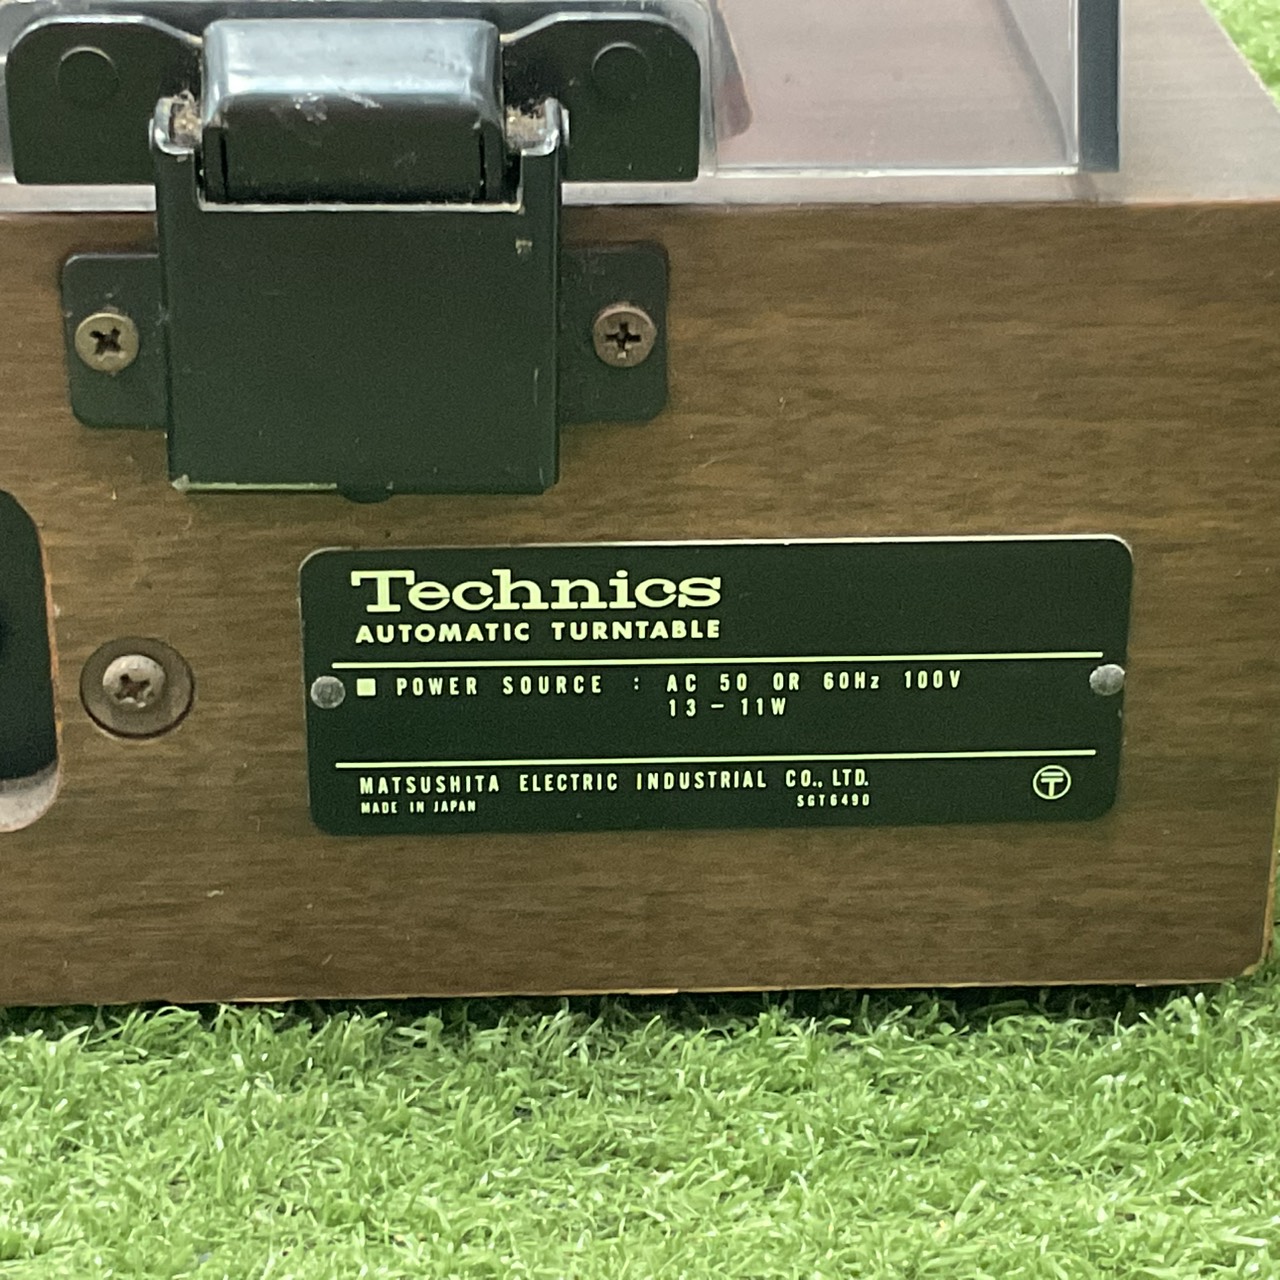 Technics
AUTOMATIC TURNTABLE
POWER SOURCE : AC 50 OR 60Hz 100V
13 - 11W
MATSUSHITA ELECTRIC INDUSTRIAL CO., LTD.
MADE IN JAPAN SGT6490